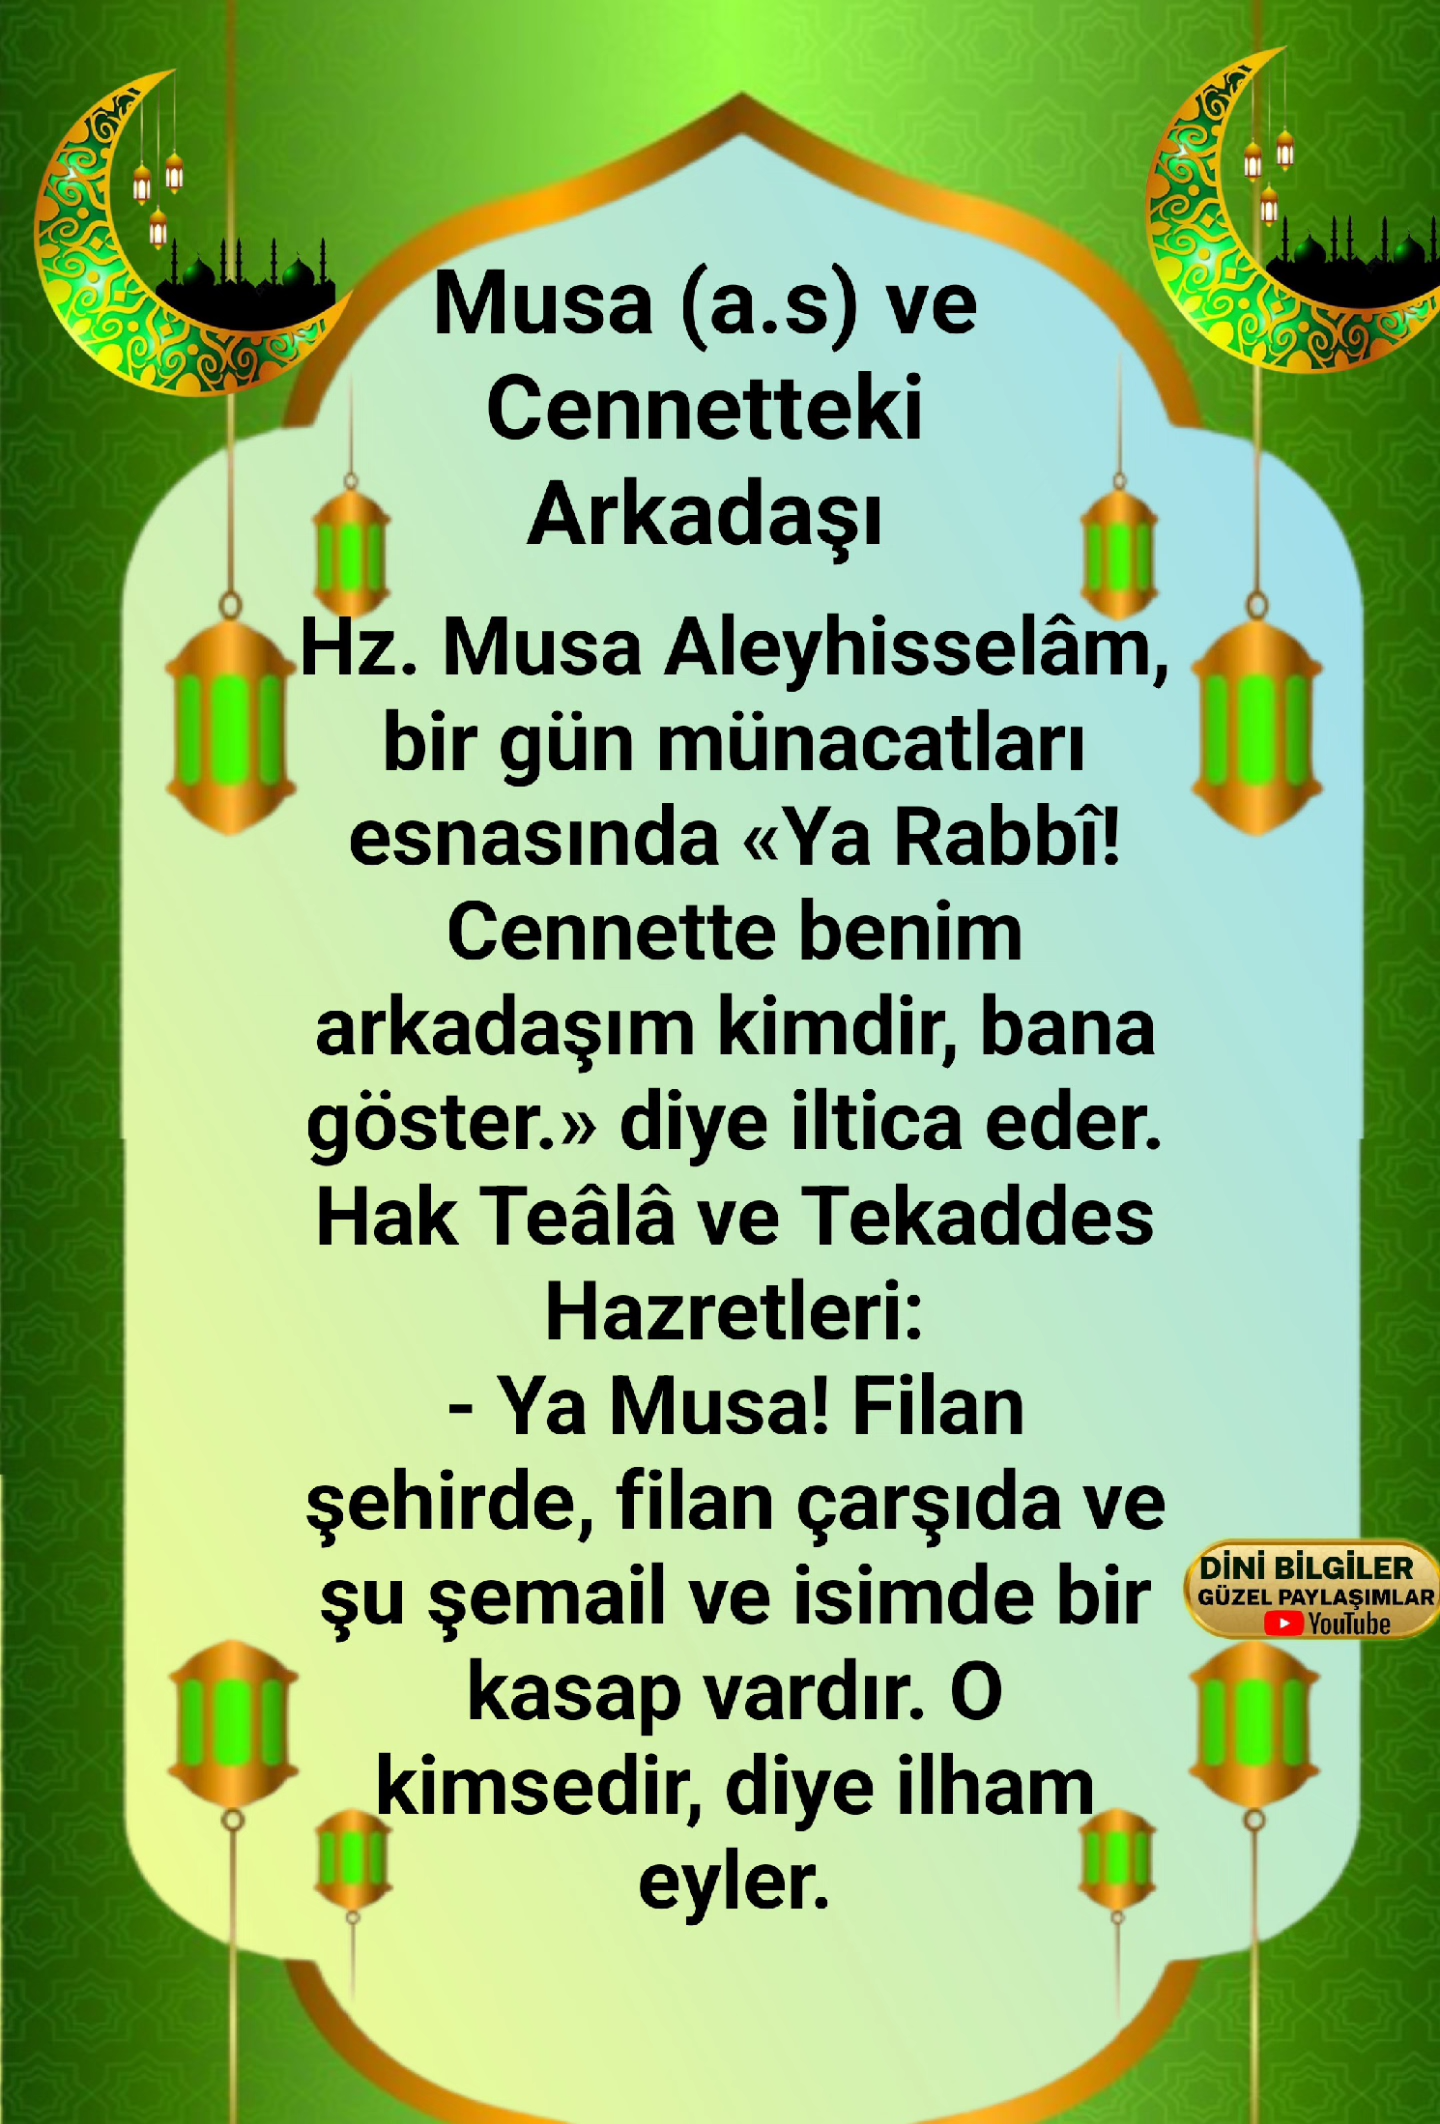 Musa (a.s) ve
Cennetteki
Arkadaşı
Hz. Musa Aleyhisselâm,
bir gün münacatları
esnasında «Ya Rabbî!
Cennette benim
arkadaşım kimdir, bana
göster.» diye iltica eder.
Hak Teâlâ ve Tekaddes
Hazretleri:
- Ya Musa! Filan
şehirde, filan çarşıda ve
şu şemail ve isimde bir
kasap vardır. O
kimsedir, diye ilham
eyler.
DİNİ BİLGİLER
GÜZEL PAYLAŞIMLAR
YouTube